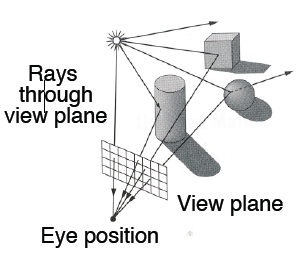 Rays
through
view plane
View plane
Eye position